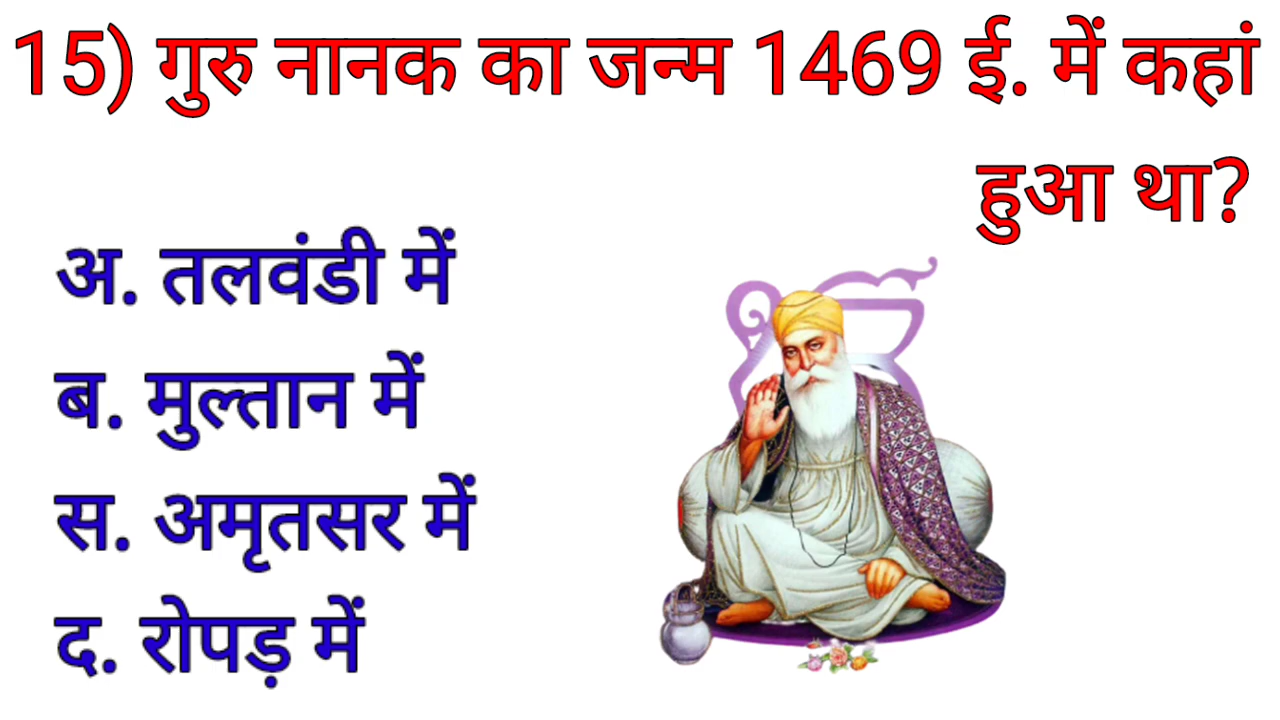 15) गुरु नानक का जन्म 1469 ई. में कहां
हुआ था?
अ. तलवंडी में
ब. मुल्तान में
स. अमृतसर में
द. रोपड़ में